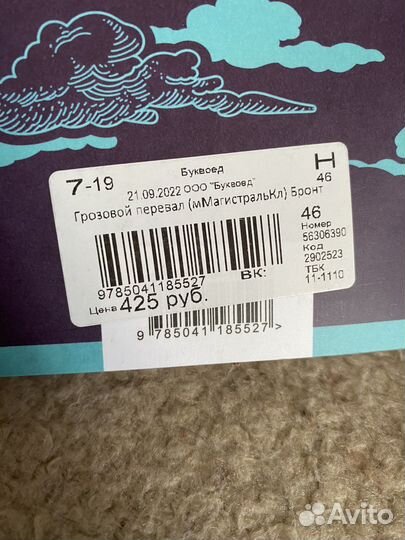 Буквоед
7-19
21.09.2022 ООО "Буквоед"
Н
46
Грозовой перевал (мМагистральКл) Бронт
46
Номер
56306390
Код
2902523
ТБК
11-1110
9785041185527
ВК:
Цена 425 руб.
9 785041 185527 >
Avito